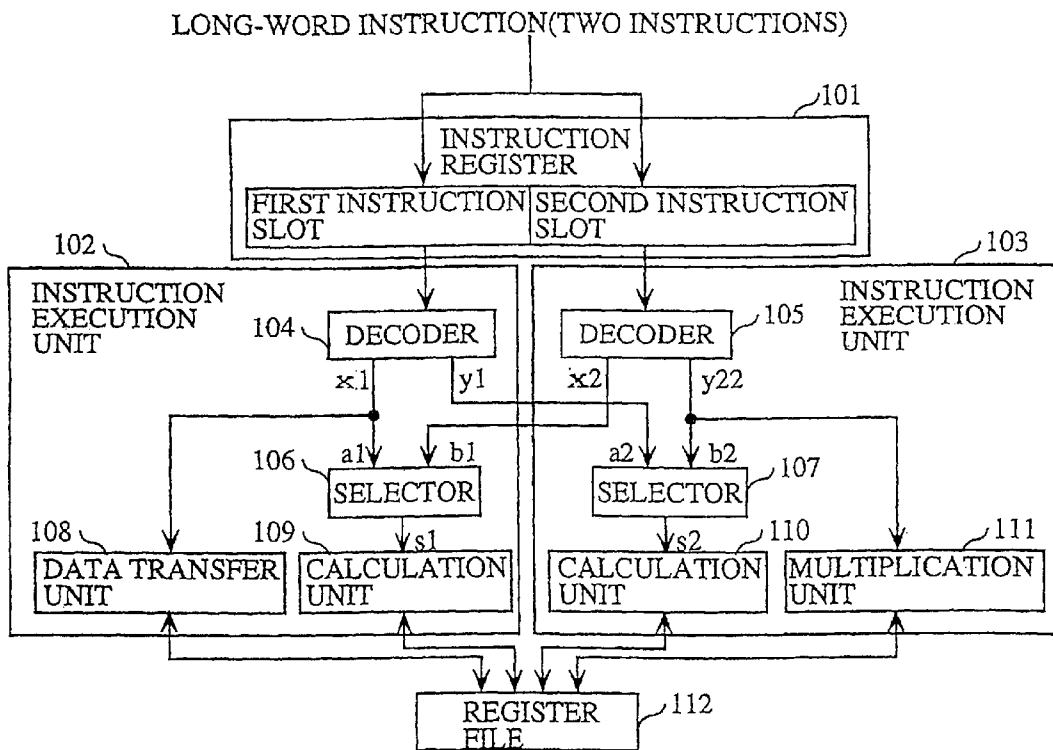 LONG-WORD INSTRUCTION(TWO INSTRUCTIONS)
101
INSTRUCTION
REGISTER
FIRST INSTRUCTION
SLOT
SECOND INSTRUCTION
SLOT
102
103
INSTRUCTION
EXECUTION
UNIT
INSTRUCTION
EXECUTION
UNIT
104
DECODER
DECODER
105
x1
y1
x2
y22
106
a1
b1
a2
b2
107
SELECTOR
SELECTOR
108
109
s1
s2
110
111
DATA TRANSFER
UNIT
CALCULATION
UNIT
CALCULATION
UNIT
MULTIPLICATION
UNIT
REGISTER
FILE
112